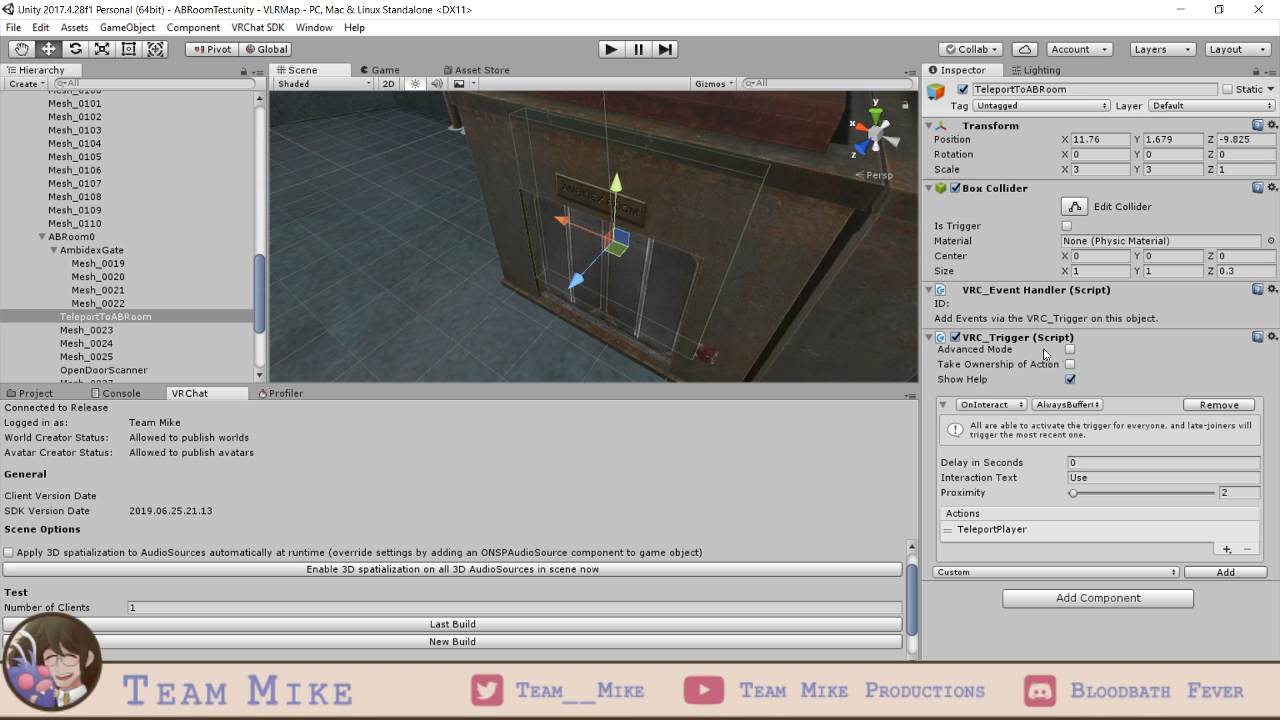 Unity 2017.4.28f1 Personal (64bit) - ABRoomTest.unity - VLRMap - PC, Mac & Linux Standalone <DX11>
File Edit Assets GameObject Component VRChat SDK Window Help
Pivot Global Collab Account Layers Layout
Hierarchy
Create All
Mesh_0100
Mesh_0101
Mesh_0102
Mesh_0103
Mesh_0104
Mesh_0105
Mesh_0106
Mesh_0107
Mesh_0108
Mesh_0109
Mesh_0110
ABRoom0
AmbidexGate
Mesh_0019
Mesh_0020
Mesh_0021
Mesh_0022
TeleportToABRoom
Mesh_0023
Mesh_0024
Mesh_0025
OpenDoorScanner
Scene Game Asset Store
Shaded 2D Gizmos All
y
x
z
Persp
Inspector Lighting
TeleportToABRoom Static
Tag Untagged Layer Default
Transform
Position X 11.76 Y 1.679 Z -9.825
Rotation X 0 Y 0 Z 0
Scale X 3 Y 3 Z 1
Box Collider
Edit Collider
Is Trigger
Material None (Physic Material)
Center X 0 Y 0 Z 0
Size X 1 Y 1 Z 0.3
VRC_Event Handler (Script)
ID:
Add Events via the VRC_Trigger on this object.
VRC_Trigger (Script)
Advanced Mode
Take Ownership of Action
Show Help
OnInteract AlwaysBuffer Remove
All are able to activate the trigger for everyone, and late-joiners will
trigger the most recent one.
Delay in Seconds 0
Interaction Text Use
Proximity 2
Actions
TeleportPlayer
Custom Add
Add Component
Project Console VRChat Profiler
Connected to Release
Logged in as: Team Mike
World Creator Status: Allowed to publish worlds
Avatar Creator Status: Allowed to publish avatars
General
Client Version Date
SDK Version Date 2019.06.25.21.13
Scene Options
Apply 3D spatialization to AudioSources automatically at runtime (override settings by adding an ONSPAudioSource component to game object)
Enable 3D spatialization on all 3D AudioSources in scene now
Test
Number of Clients 1
Last Build
New Build
Team Mike Team__Mike Team Mike Productions Bloodbath Fever